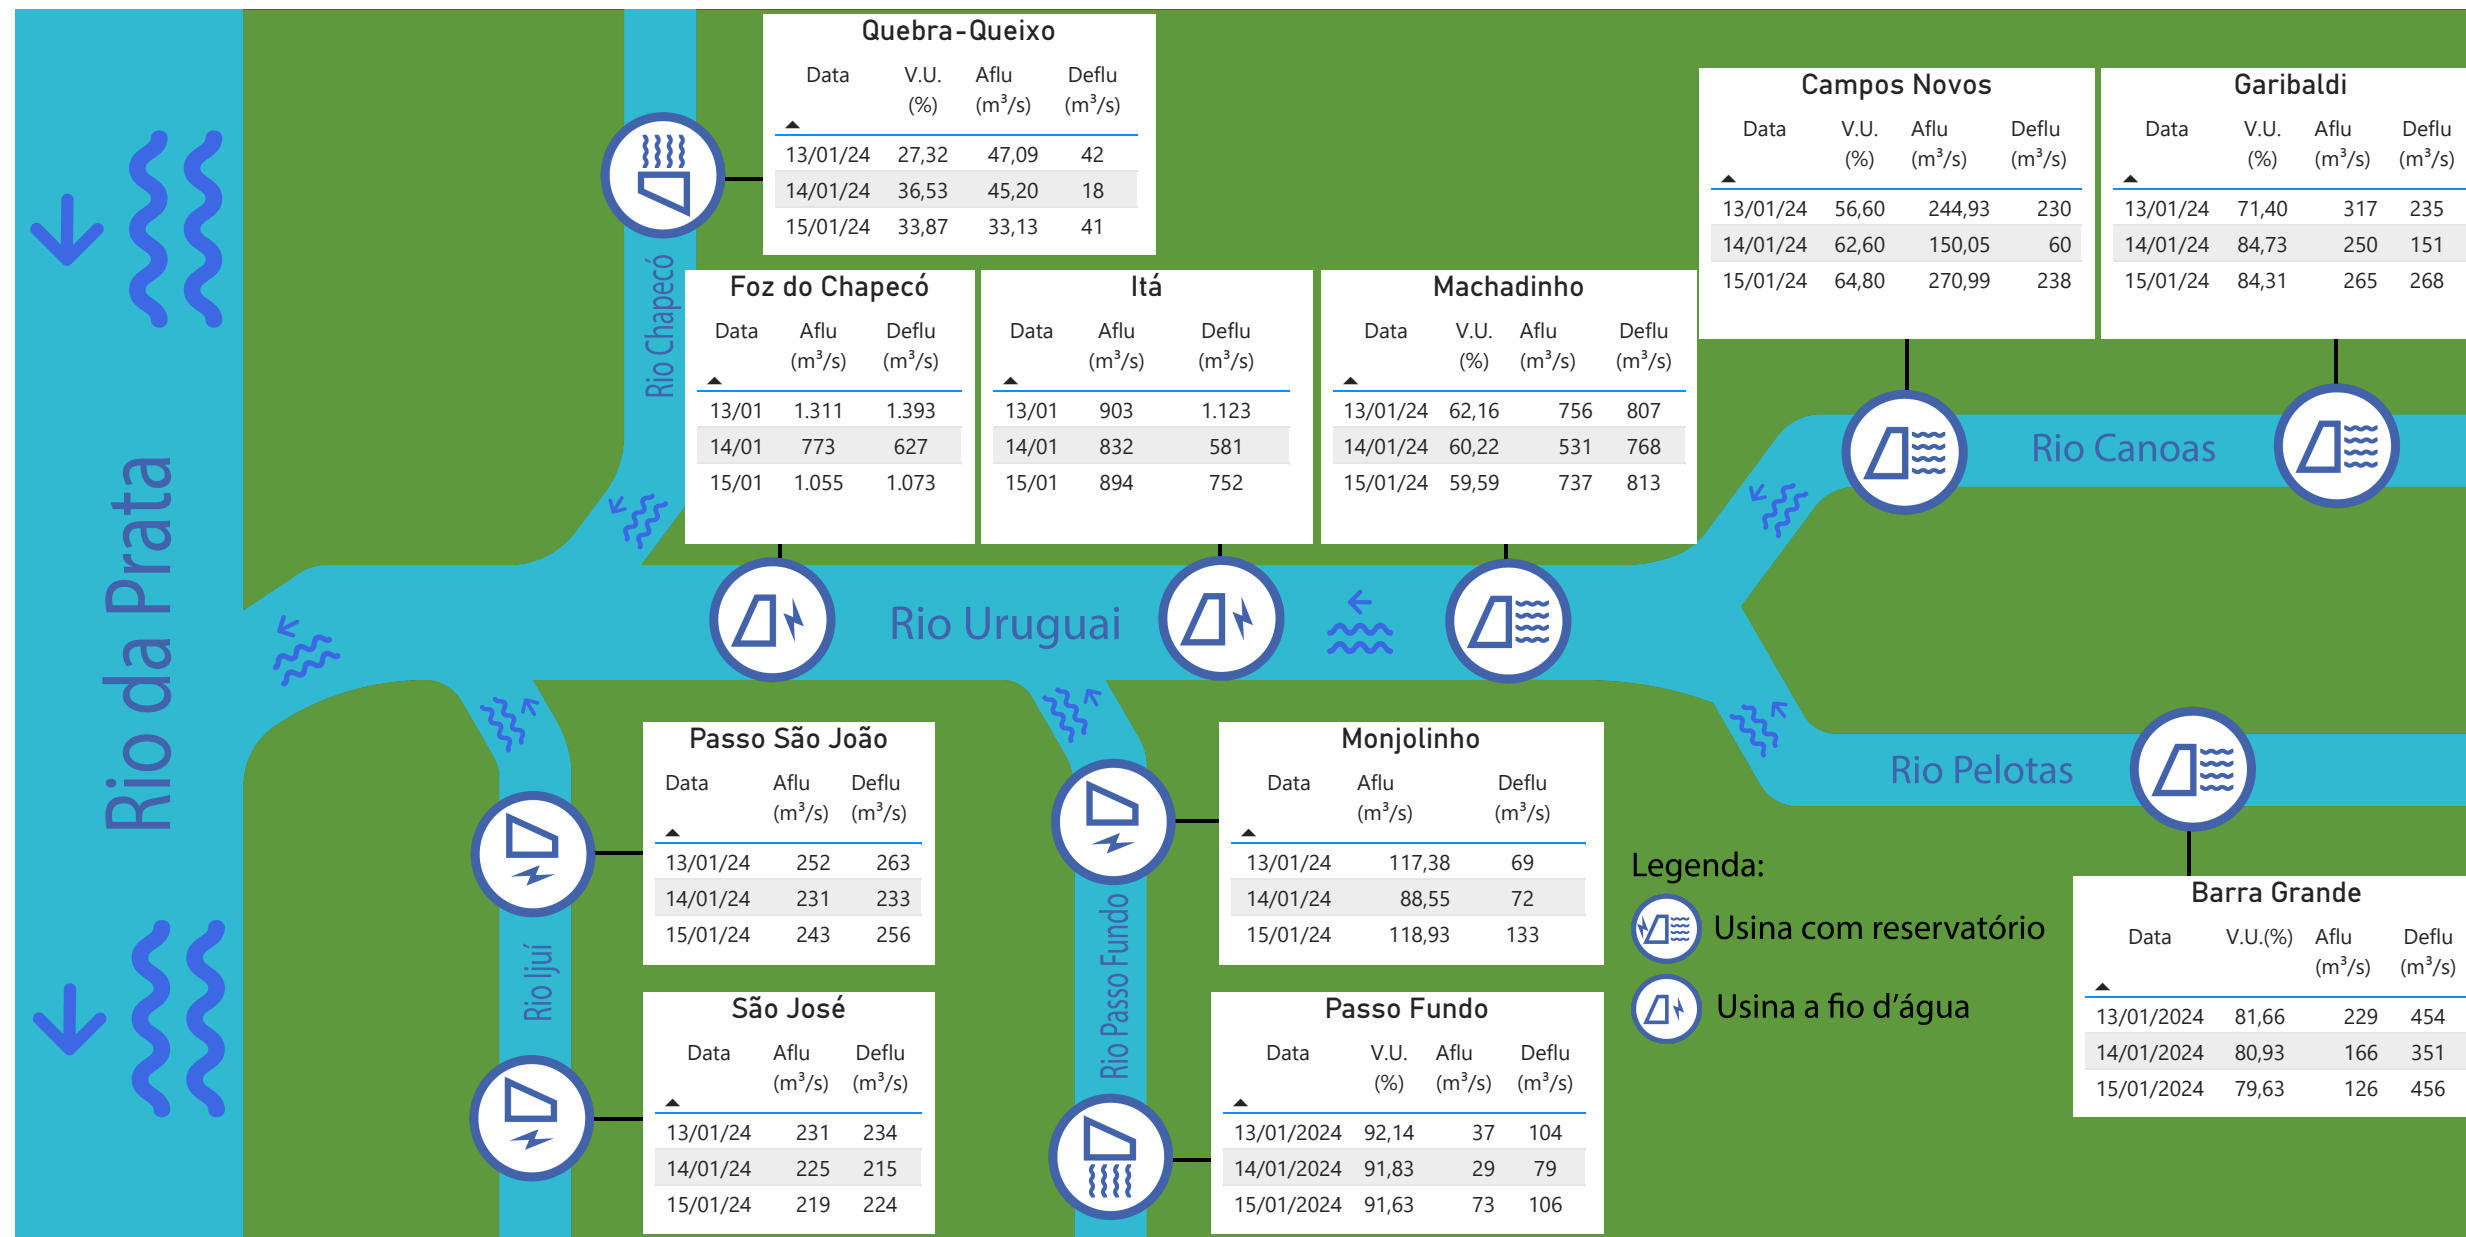 Quebra-Queixo
Data V.U. (%) Aflu (m³/s) Deflu (m³/s)
13/01/24 27,32 47,09 42
14/01/24 36,53 45,20 18
15/01/24 33,87 33,13 41
Campos Novos
Data V.U. (%) Aflu (m³/s) Deflu (m³/s)
13/01/24 56,60 244,93 230
14/01/24 62,60 150,05 60
15/01/24 64,80 270,99 238
Garibaldi
Data V.U. (%) Aflu (m³/s) Deflu (m³/s)
13/01/24 71,40 317 235
14/01/24 84,73 250 151
15/01/24 84,31 265 268
Rio Chapecó
Foz do Chapecó
Data Aflu (m³/s) Deflu (m³/s)
13/01 1.311 1.393
14/01 773 627
15/01 1.055 1.073
Itá
Data Aflu (m³/s) Deflu (m³/s)
13/01 903 1.123
14/01 832 581
15/01 894 752
Machadinho
Data V.U. (%) Aflu (m³/s) Deflu (m³/s)
13/01/24 62,16 756 807
14/01/24 60,22 531 768
15/01/24 59,59 737 813
Rio Canoas
Rio da Prata
Rio Uruguai
Rio Pelotas
Passo São João
Data Aflu (m³/s) Deflu (m³/s)
13/01/24 252 263
14/01/24 231 233
15/01/24 243 256
Monjolinho
Data Aflu (m³/s) Deflu (m³/s)
13/01/24 117,38 69
14/01/24 88,55 72
15/01/24 118,93 133
Legenda:
Usina com reservatório
Usina a fio d’água
Barra Grande
Data V.U.(%) Aflu (m³/s) Deflu (m³/s)
13/01/2024 81,66 229 454
14/01/2024 80,93 166 351
15/01/2024 79,63 126 456
Rio Ijuí
Rio Passo Fundo
São José
Data Aflu (m³/s) Deflu (m³/s)
13/01/24 231 234
14/01/24 225 215
15/01/24 219 224
Passo Fundo
Data V.U. (%) Aflu (m³/s) Deflu (m³/s)
13/01/2024 92,14 37 104
14/01/2024 91,83 29 79
15/01/2024 91,63 73 106